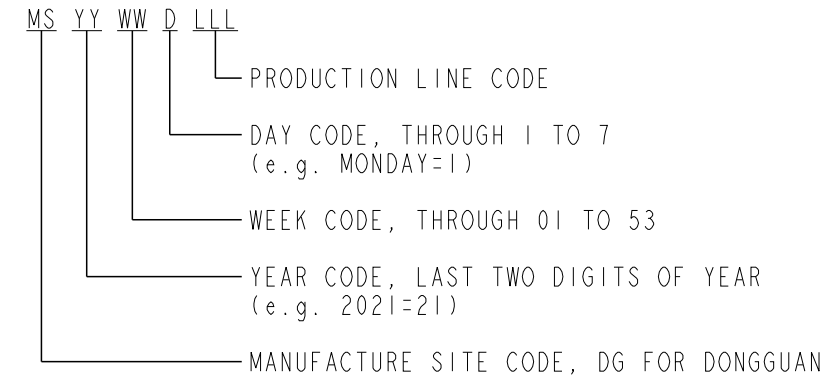 MS YY WW D LLL
PRODUCTION LINE CODE
DAY CODE, THROUGH 1 TO 7
(e.g. MONDAY=1)
WEEK CODE, THROUGH 01 TO 53
YEAR CODE, LAST TWO DIGITS OF YEAR
(e.g. 2021=21)
MANUFACTURE SITE CODE, DG FOR DONGGUAN